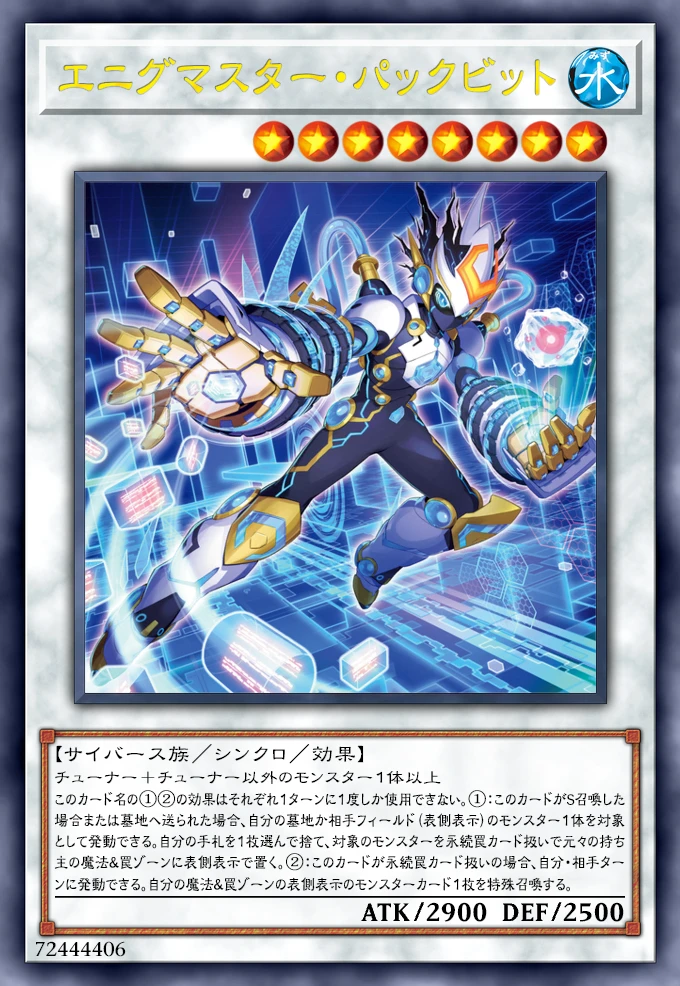 エニグマスター・パックビット
みず
水
【サイバース族／シンクロ／効果】
チューナー＋チューナー以外のモンスター１体以上
このカード名の①②の効果はそれぞれ１ターンに１度しか使用できない。①：このカードがS召喚した
場合または墓地へ送られた場合、自分の墓地か相手フィールド（表側表示）のモンスター１体を対象
として発動できる。自分の手札を１枚選んで捨て、対象のモンスターを永続罠カード扱いで元々の持ち
主の魔法&罠ゾーンに表側表示で置く。②：このカードが永続罠カード扱いの場合、自分・相手ター
ンに発動できる。自分の魔法&罠ゾーンの表側表示のモンスターカード１枚を特殊召喚する。
ATK/2900 DEF/2500
72444406